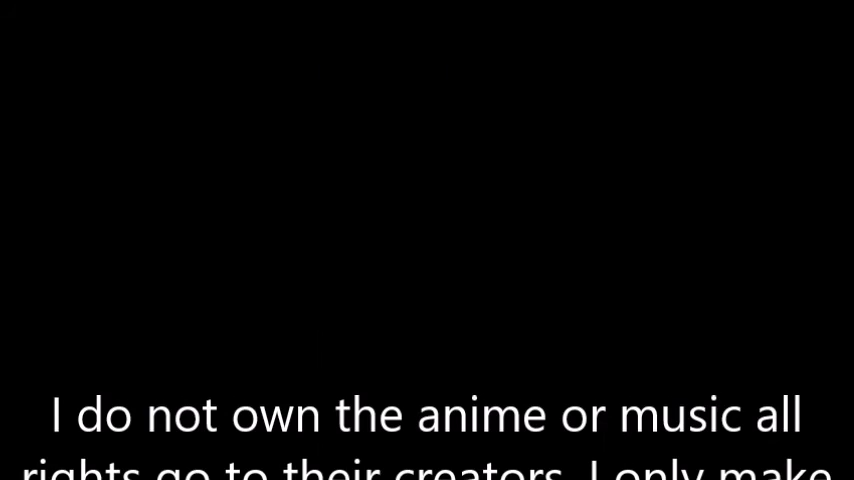 I do not own the anime or music all
rights go to their creators. I only make